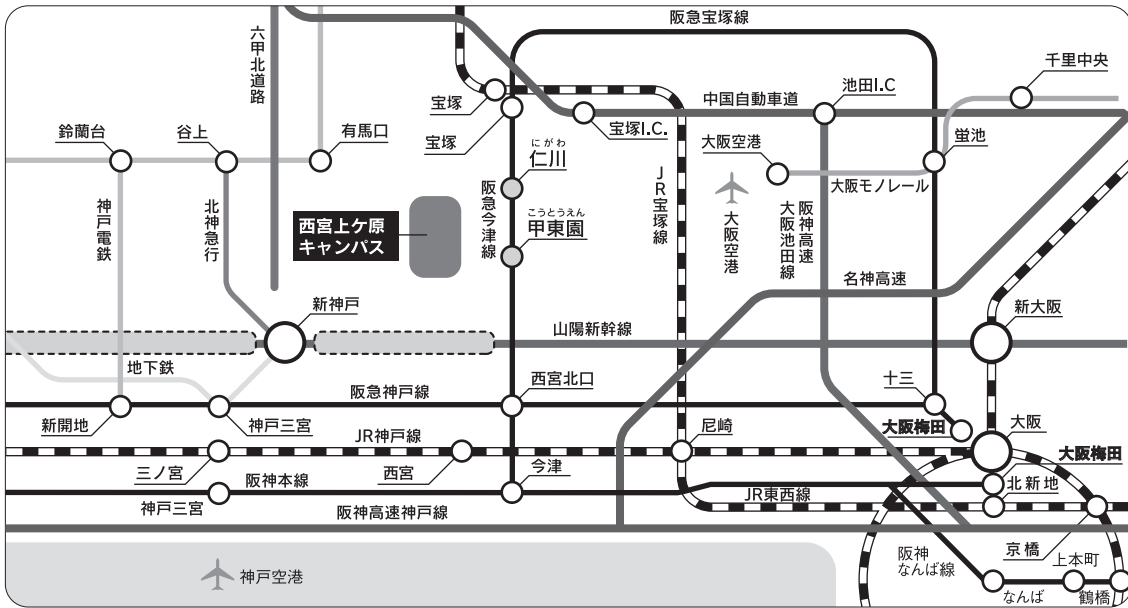 阪急宝塚線
六甲北道路
千里中央
池田I.C
中国自動車道
宝塚
宝塚I.C.
宝塚
鈴蘭台
谷上
有馬口
大阪空港
蛍池
にがわ
仁川
大阪モノレール
JR宝塚線
阪急今津線
こうとうえん
甲東園
西宮上ケ原
キャンパス
神戸電鉄
北神急行
大阪空港
阪神高速
大阪池田線
名神高速
新神戸
新大阪
山陽新幹線
地下鉄
阪急神戸線
西宮北口
十三
新開地
神戸三宮
大阪梅田
大阪
JR神戸線
尼崎
大阪梅田
三ノ宮
西宮
今津
阪神本線
北新地
JR東西線
神戸三宮
阪神高速神戸線
京橋
阪神
なんば線
上本町
神戸空港
なんば
鶴橋